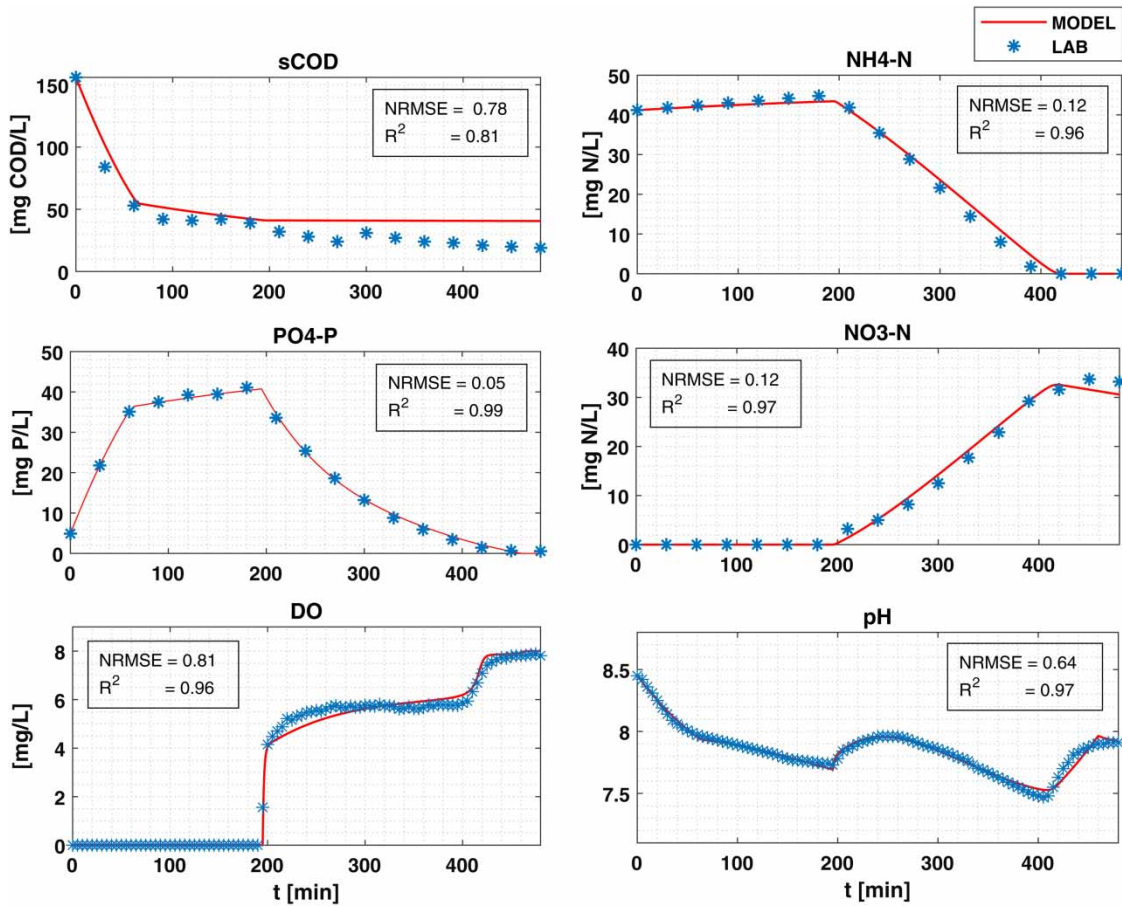 MODEL
LAB
sCOD
NRMSE = 0.78
R² = 0.81
[mg COD/L]
150
100
50
0
0 100 200 300 400
NH4-N
NRMSE = 0.12
R² = 0.96
[mg N/L]
50
40
30
20
10
0
0 100 200 300 400
PO4-P
NRMSE = 0.05
R² = 0.99
[mg P/L]
50
40
30
20
10
0
0 100 200 300 400
NO3-N
NRMSE = 0.12
R² = 0.97
[mg N/L]
40
30
20
10
0
0 100 200 300 400
DO
NRMSE = 0.81
R² = 0.96
[mg/L]
8
6
4
2
0
0 100 200 300 400
t [min]
pH
NRMSE = 0.64
R² = 0.97
8.5
8
7.5
0 100 200 300 400
t [min]